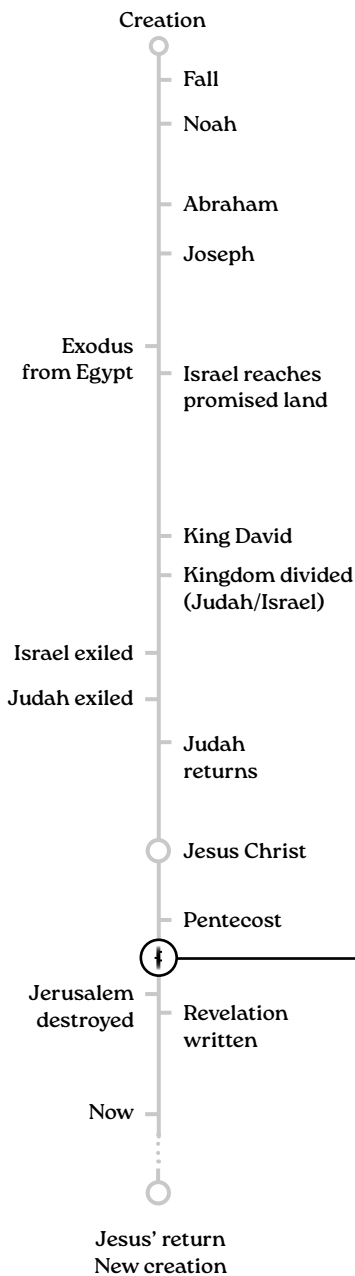 Creation
Fall
Noah
Abraham
Joseph
Exodus
from Egypt
Israel reaches
promised land
King David
Kingdom divided
(Judah/Israel)
Israel exiled
Judah exiled
Judah
returns
Jesus Christ
Pentecost
Jerusalem
destroyed
Revelation
written
Now
Jesus’ return
New creation